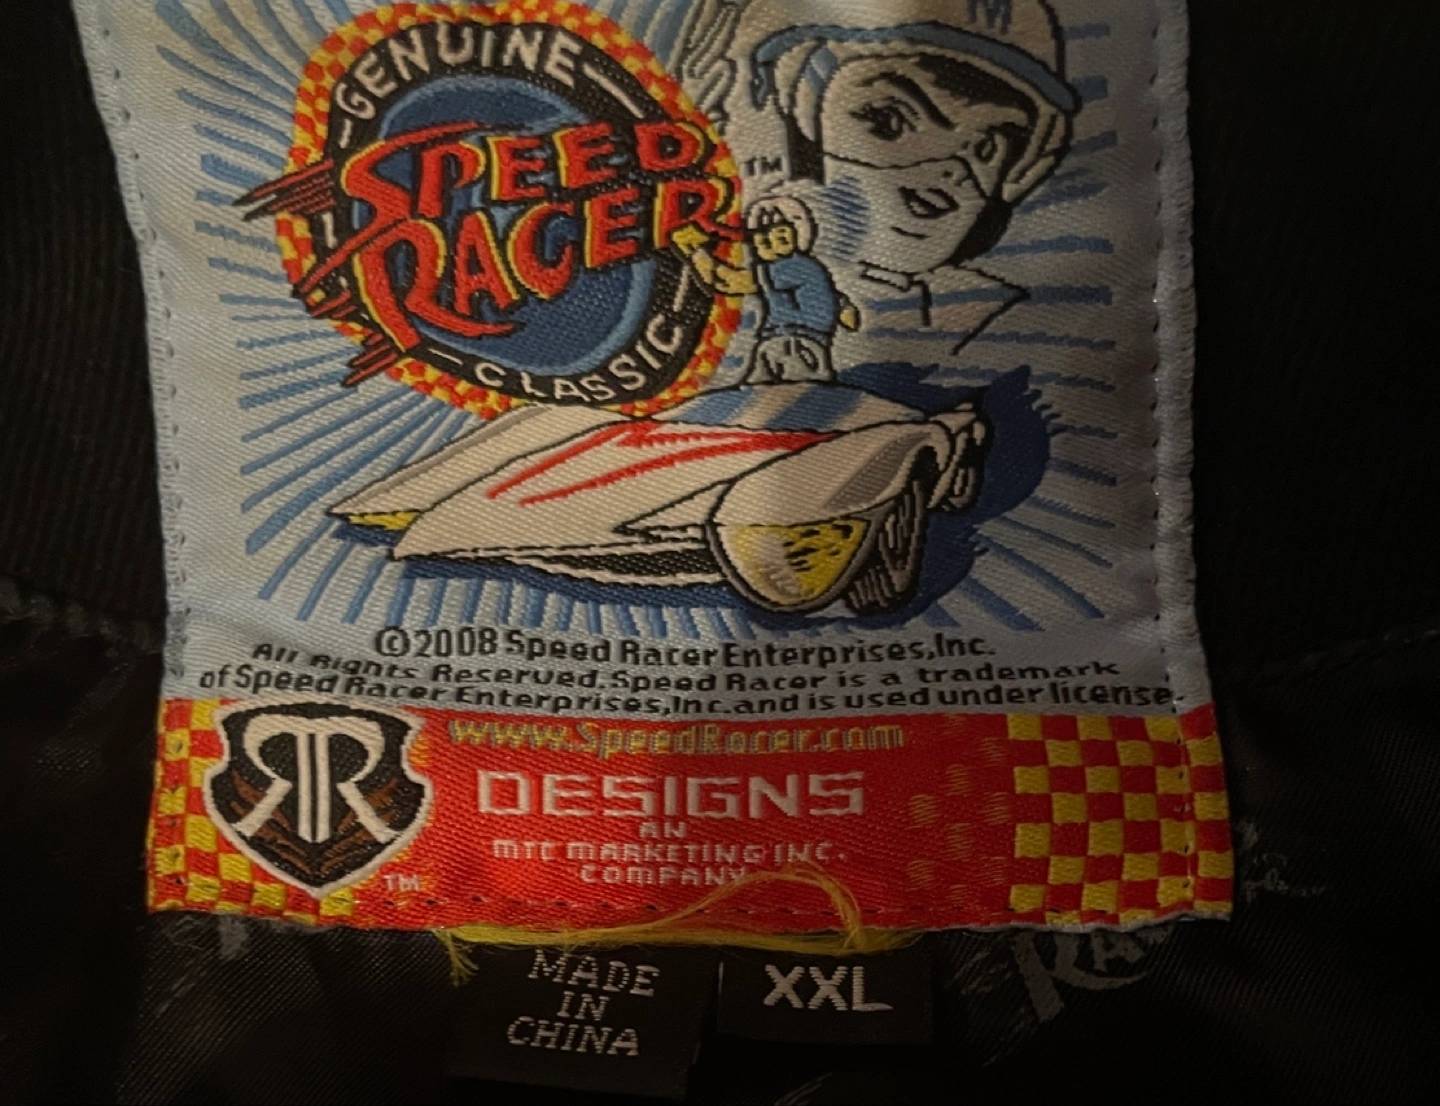 GENUINE
SPEED
RACER
TM
CLASSIC
M
©2008 Speed Racer Enterprises,Inc.
All Rights Reserved.Speed Racer is a trademark
of Speed Racer Enterprises,Inc.and is used under license.
www.SpeedRacer.com
RR
DESIGNS
AN
MTC MARKETING INC.
COMPANY
TM
MADE
IN
CHINA
XXL